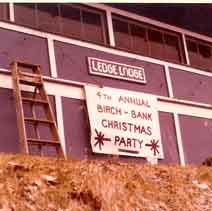 LEDGE LODGE
4TH ANNUAL
BIRCH - BANK
CHRISTMAS
PARTY